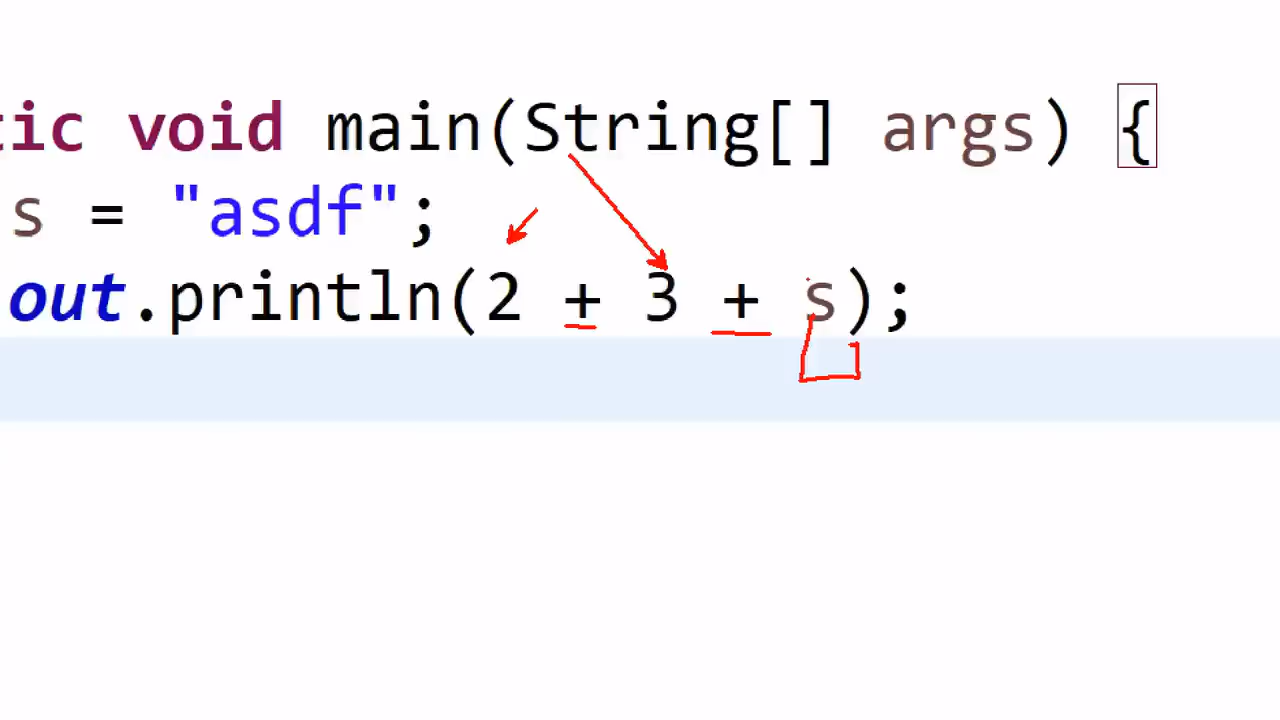 tic void main(String[] args) {
s = "asdf";
out.println(2 + 3 + s);